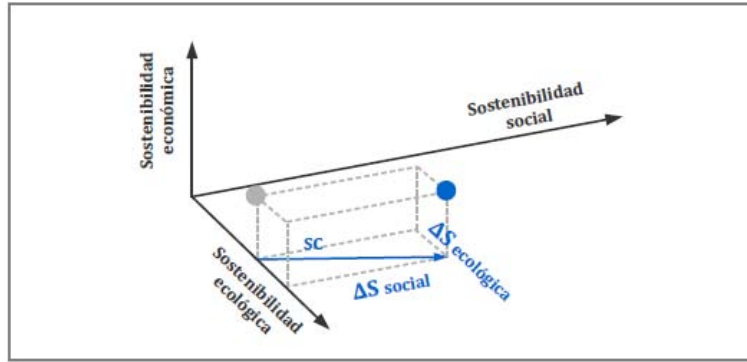 Sostenibilidad
económica
Sostenibilidad
social
SC
ΔS ecológica
ΔS social
Sostenibilidad
ecológica